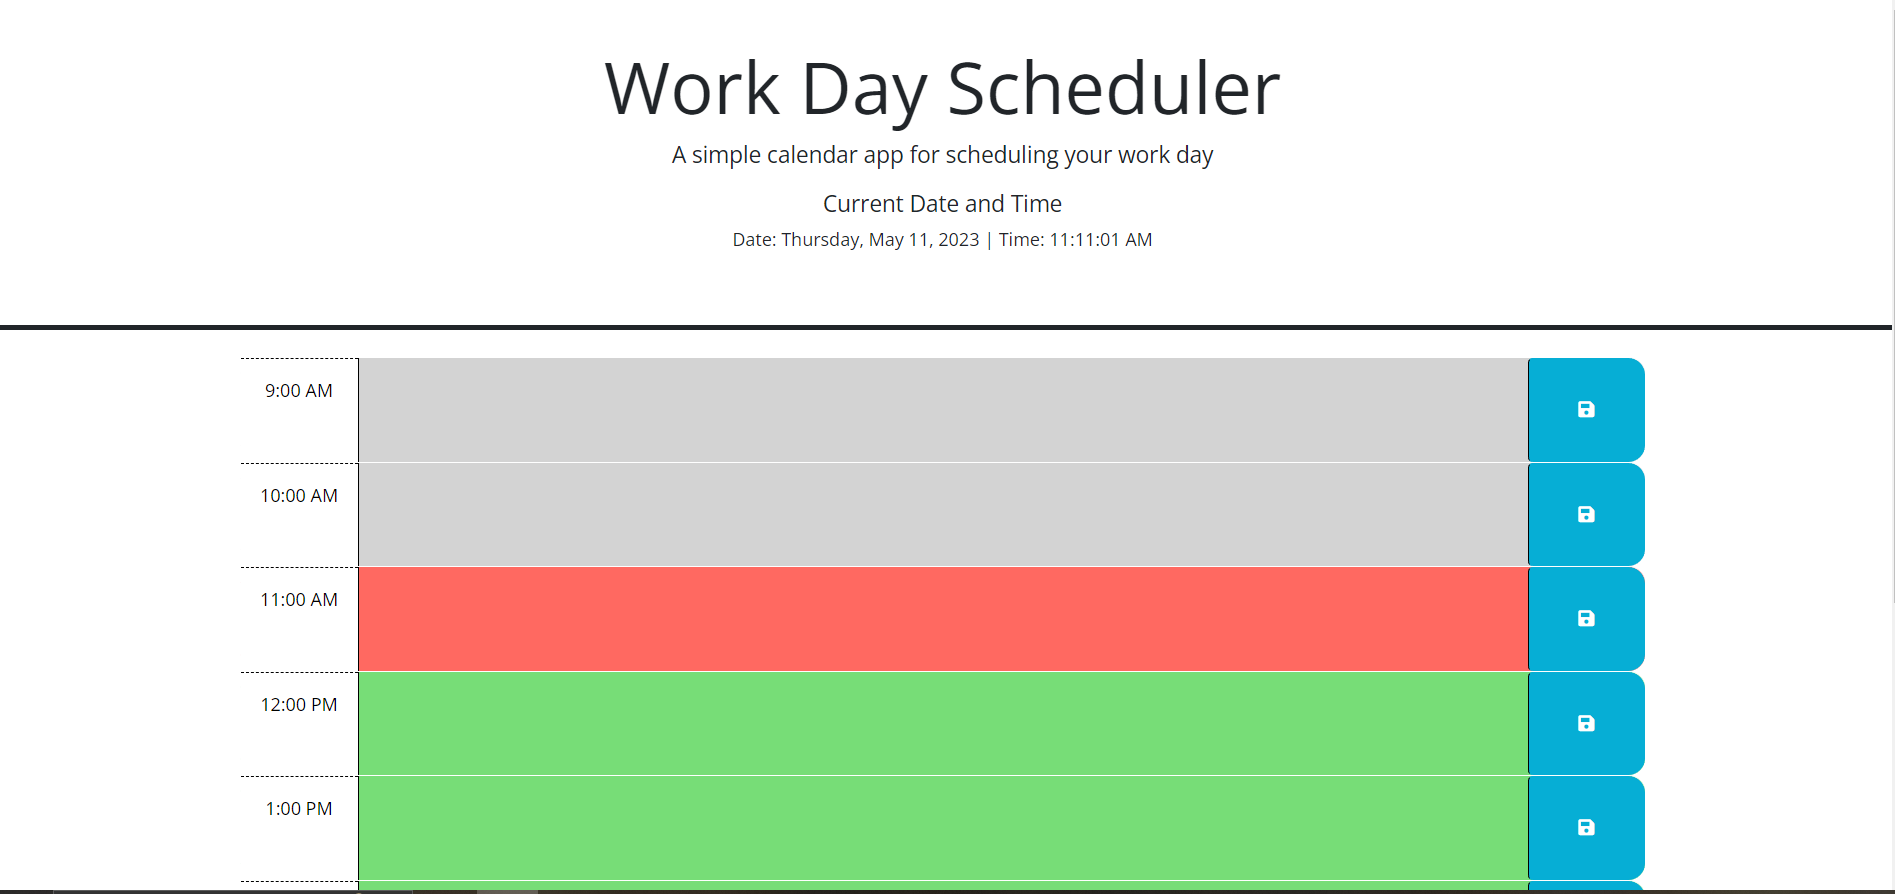 Work Day Scheduler
A simple calendar app for scheduling your work day
Current Date and Time
Date: Thursday, May 11, 2023 | Time: 11:11:01 AM
9:00 AM
10:00 AM
11:00 AM
12:00 PM
1:00 PM